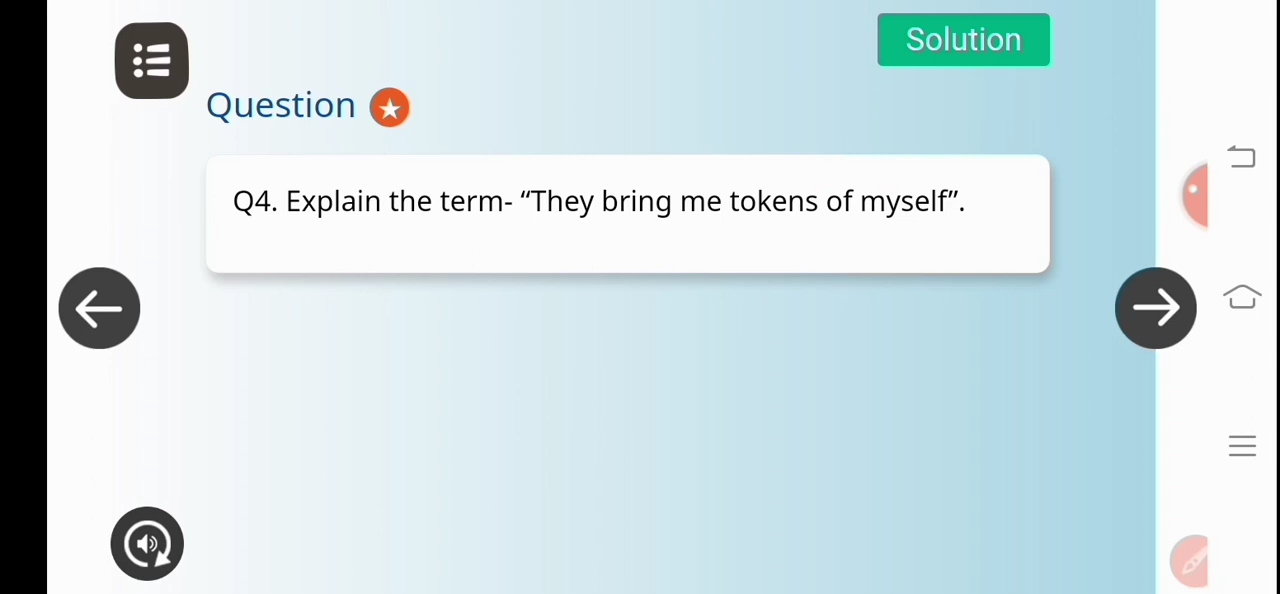 Solution
Question
Q4. Explain the term- “They bring me tokens of myself”.